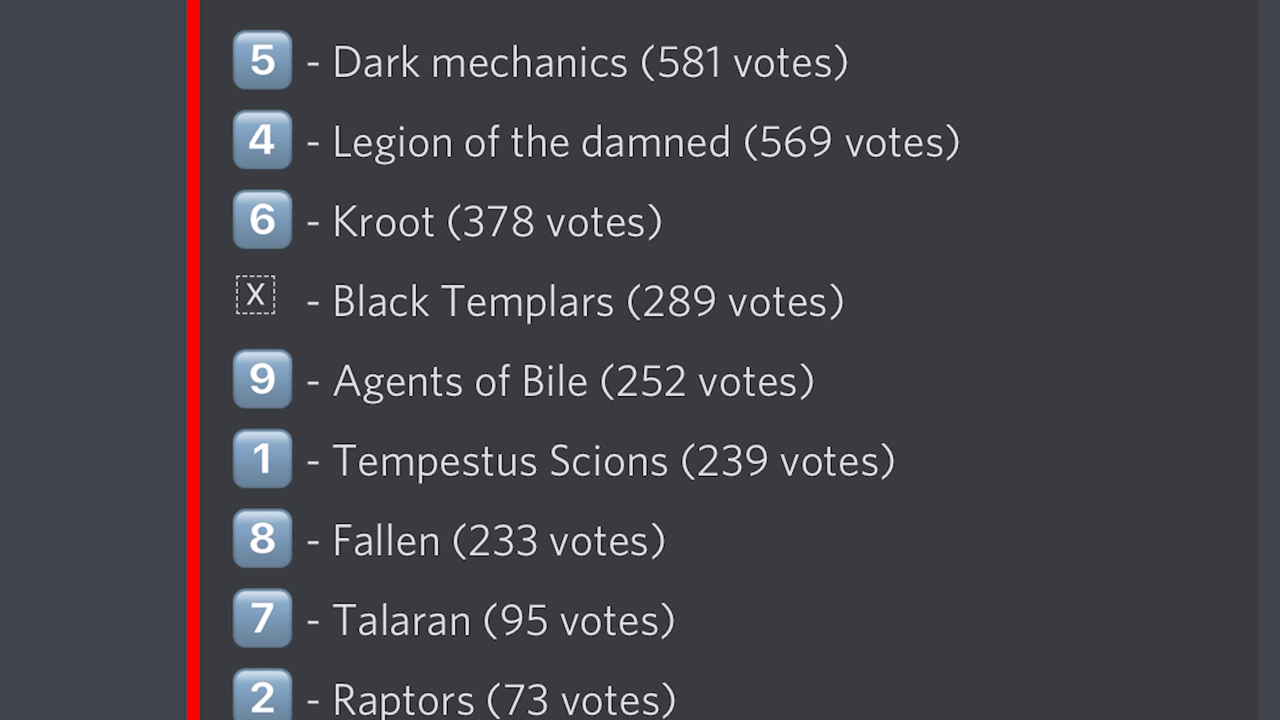 5 - Dark mechanics (581 votes)
4 - Legion of the damned (569 votes)
6 - Kroot (378 votes)
X - Black Templars (289 votes)
9 - Agents of Bile (252 votes)
1 - Tempestus Scions (239 votes)
8 - Fallen (233 votes)
7 - Talaran (95 votes)
2 - Raptors (73 votes)